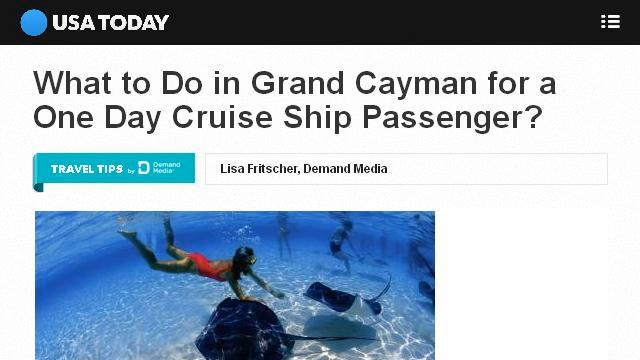 USA TODAY
What to Do in Grand Cayman for a
One Day Cruise Ship Passenger?
TRAVEL TIPS by Demand Media
Lisa Fritscher, Demand Media